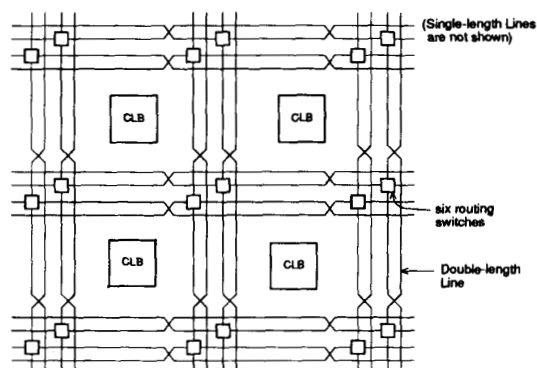 (Single-length Lines
are not shown)
CLB
CLB
six routing
switches
CLB
CLB
Double-length
Line